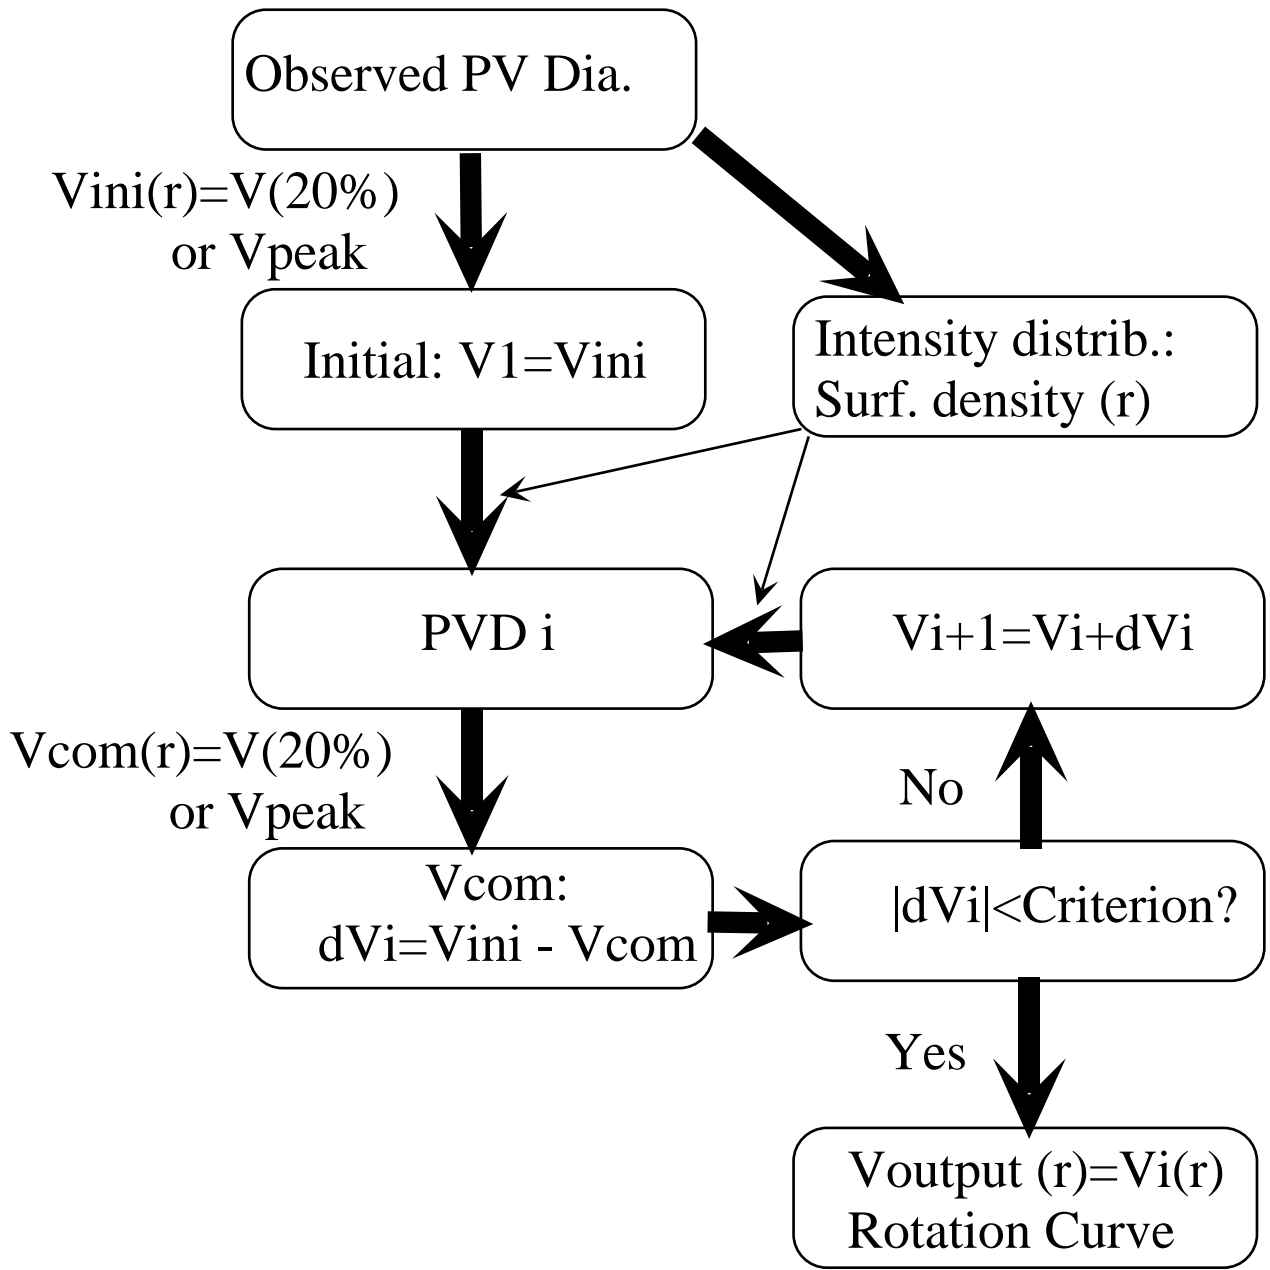 Observed PV Dia.
Vini(r)=V(20%)
or Vpeak
Initial: V1=Vini
Intensity distrib.:
Surf. density (r)
PVD i
Vi+1=Vi+dVi
Vcom(r)=V(20%)
or Vpeak
No
Vcom:
dVi=Vini - Vcom
|dVi|<Criterion?
Yes
Voutput (r)=Vi(r)
Rotation Curve